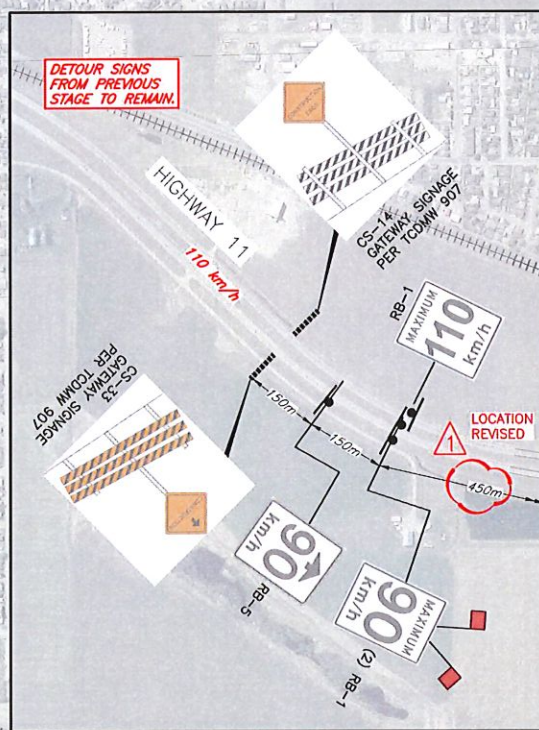 DETOUR SIGNS
FROM PREVIOUS
STAGE TO REMAIN.
CONSTRUCTION
AREA
HIGHWAY 11
110 km/h
CS-14
GATEWAY SIGNAGE
PER TCDMW 907
RB-1
MAXIMUM
110
km/h
CS-33
GATEWAY SIGNAGE
PER TCDMW 907
150m
150m
1
LOCATION
REVISED
450m
90
km/h
RB-5
MAXIMUM
90
km/h
(2) RB-1